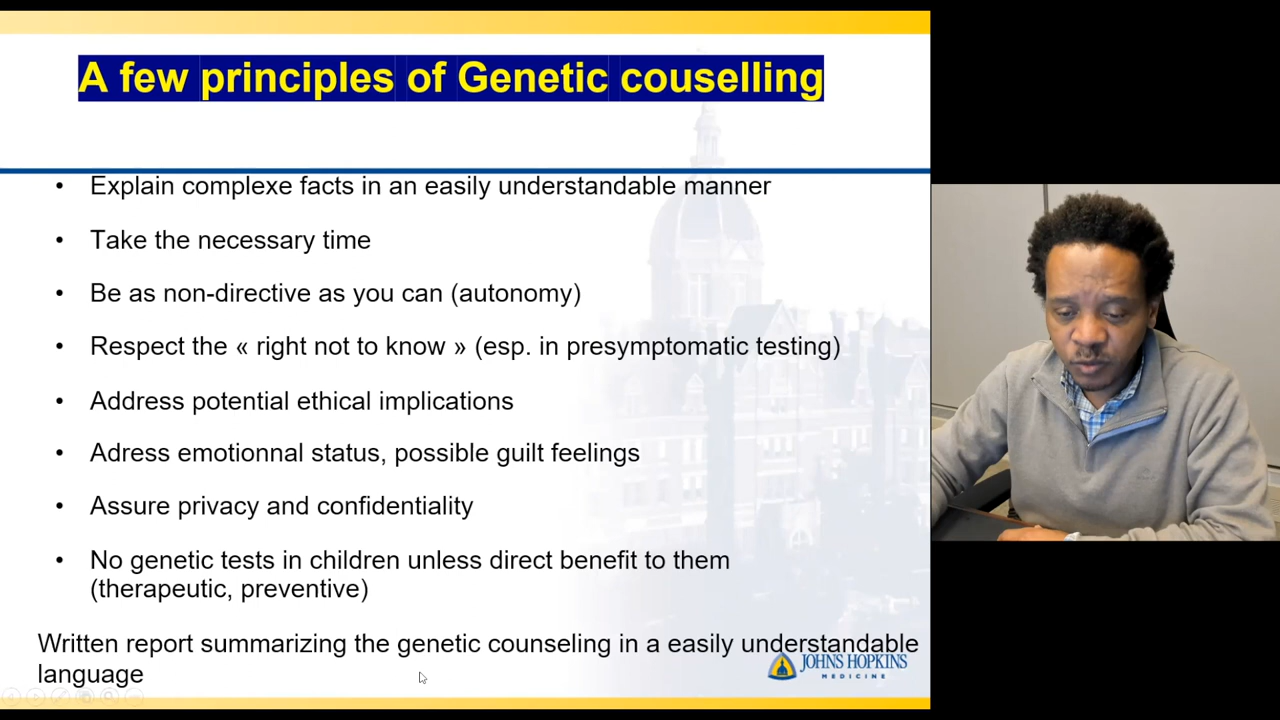 A few principles of Genetic couselling
• Explain complexe facts in an easily understandable manner
• Take the necessary time
• Be as non-directive as you can (autonomy)
• Respect the « right not to know » (esp. in presymptomatic testing)
• Address potential ethical implications
• Adress emotionnal status, possible guilt feelings
• Assure privacy and confidentiality
• No genetic tests in children unless direct benefit to them
(therapeutic, preventive)
Written report summarizing the genetic counseling in a easily understandable
language
JOHNS HOPKINS
MEDICINE